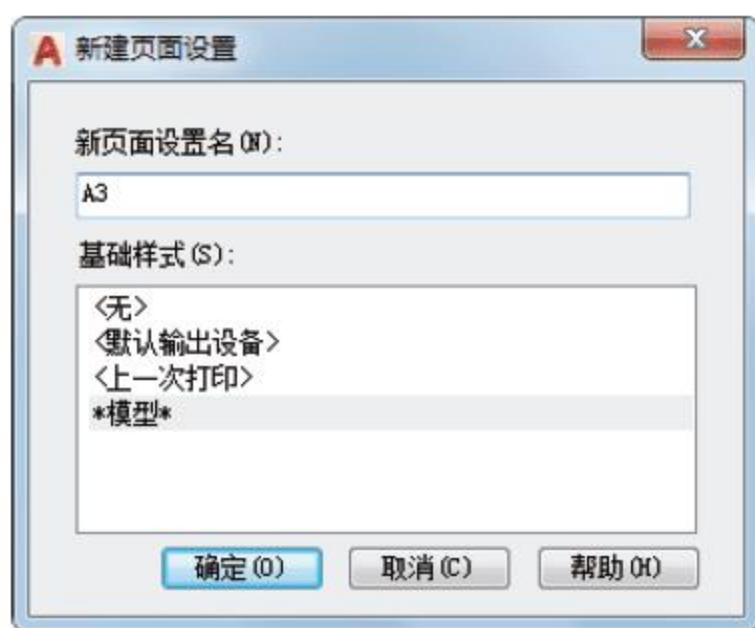 新建页面设置
新页面设置名(N):
A3
基础样式(S):
<无>
<默认输出设备>
<上一次打印>
*模型*
确定(O) 取消(C) 帮助(H)